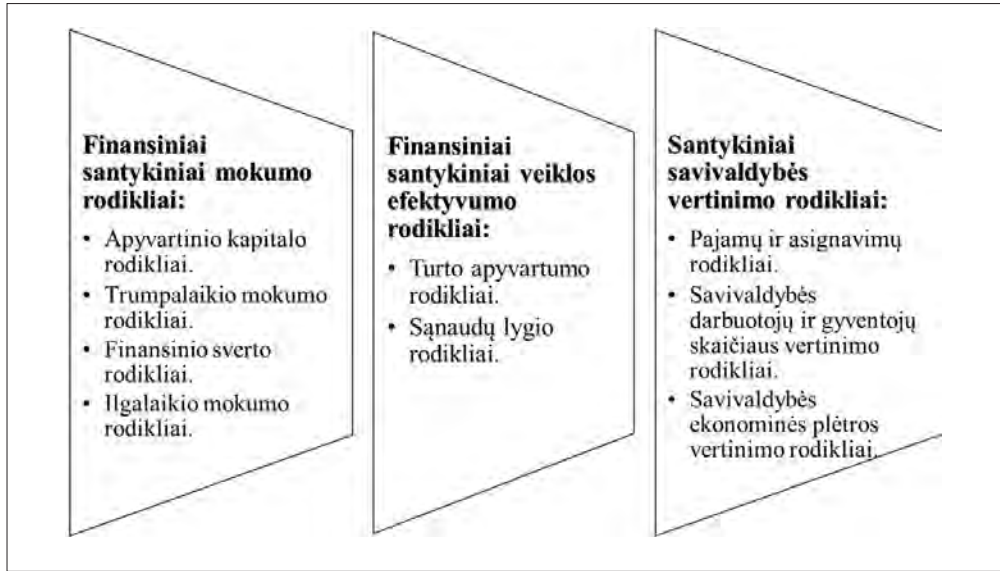 Finansiniai
santykiniai mokumo
rodikliai:
• Apyvartinio kapitalo
rodikliai.
• Trumpalaikio mokumo
rodikliai.
• Finansinio sverto
rodikliai.
• Ilgalaikio mokumo
rodikliai.
Finansiniai
santykiniai veiklos
efektyvumo
rodikliai:
• Turto apyvartumo
rodikliai.
• Sąnaudų lygio
rodikliai.
Santykiniai
savivaldybės
vertinimo rodikliai:
• Pajamų ir asignavimų
rodikliai.
• Savivaldybės
darbuotojų ir gyventojų
skaičiaus vertinimo
rodikliai.
• Savivaldybės
ekonominės plėtros
vertinimo rodikliai.